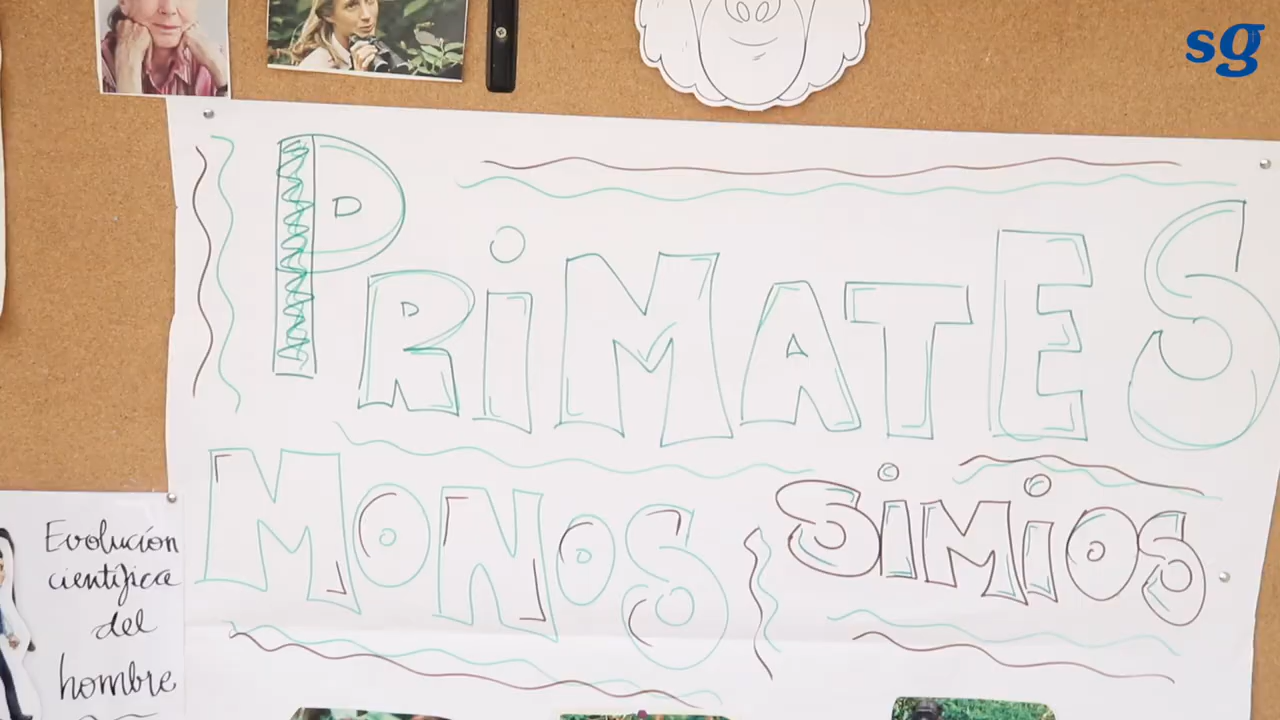 sg
PRiMATES
MONOS SiMiOS
Evolución
científica
del
hombre